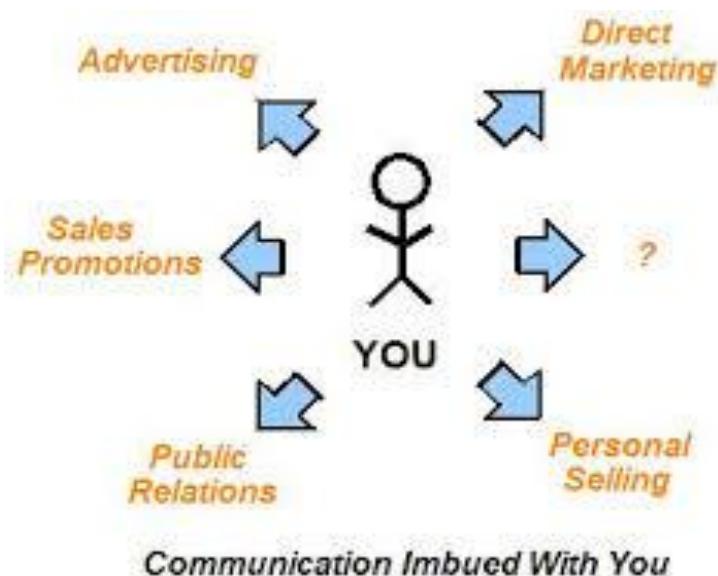 Advertising
Direct
Marketing
Sales
Promotions
?
YOU
Public
Relations
Personal
Selling
Communication Imbued With You